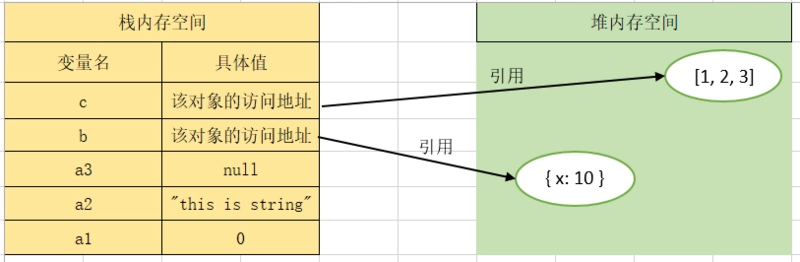 栈内存空间 堆内存空间
变量名 具体值
引用 [1, 2, 3]
c 该对象的访问地址
b 该对象的访问地址
引用
a3 null
{ x: 10 }
a2 "this is string"
a1 0